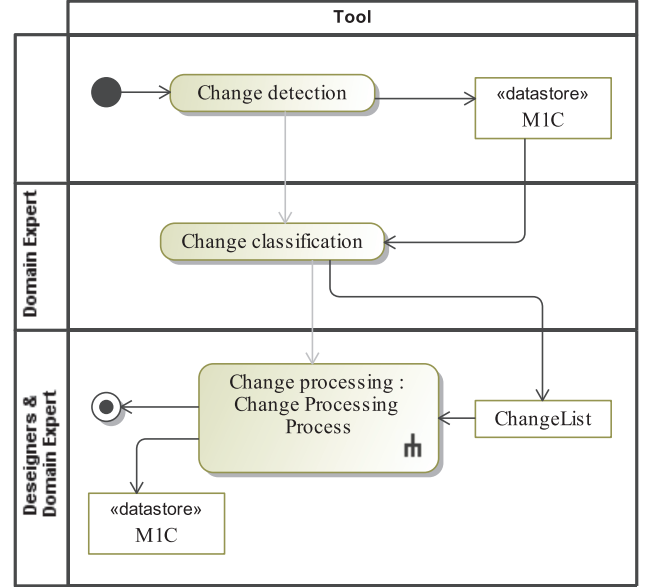 Tool
Change detection
«datastore»
M1C
Domain Expert
Change classification
Deseigners &
Domain Expert
Change processing :
Change Processing
Process
ChangeList
«datastore»
M1C